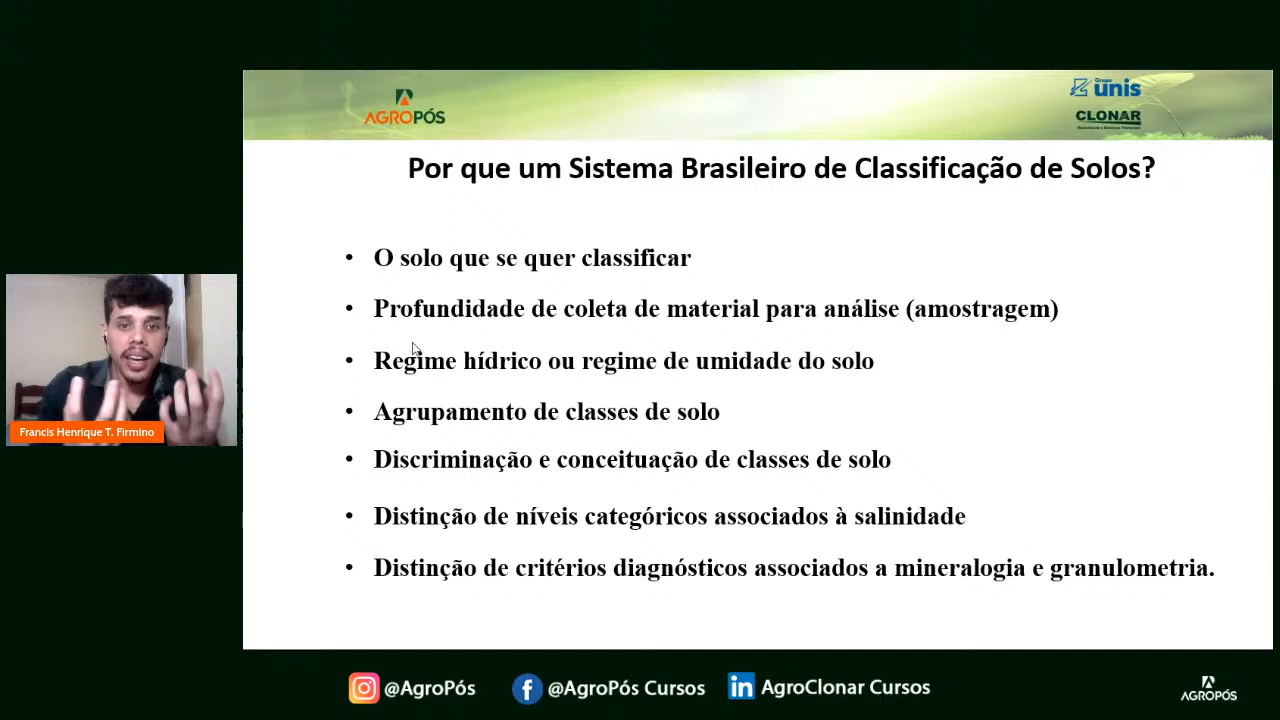 AGROPÓS
Grupo
unis
CLONAR
Por que um Sistema Brasileiro de Classificação de Solos?
• O solo que se quer classificar
• Profundidade de coleta de material para análise (amostragem)
• Regime hídrico ou regime de umidade do solo
• Agrupamento de classes de solo
• Discriminação e conceituação de classes de solo
• Distinção de níveis categóricos associados à salinidade
• Distinção de critérios diagnósticos associados a mineralogia e granulometria.
Francis Henrique T. Firmino
@AgroPós
@AgroPós Cursos
AgroClonar Cursos
AGROPÓS